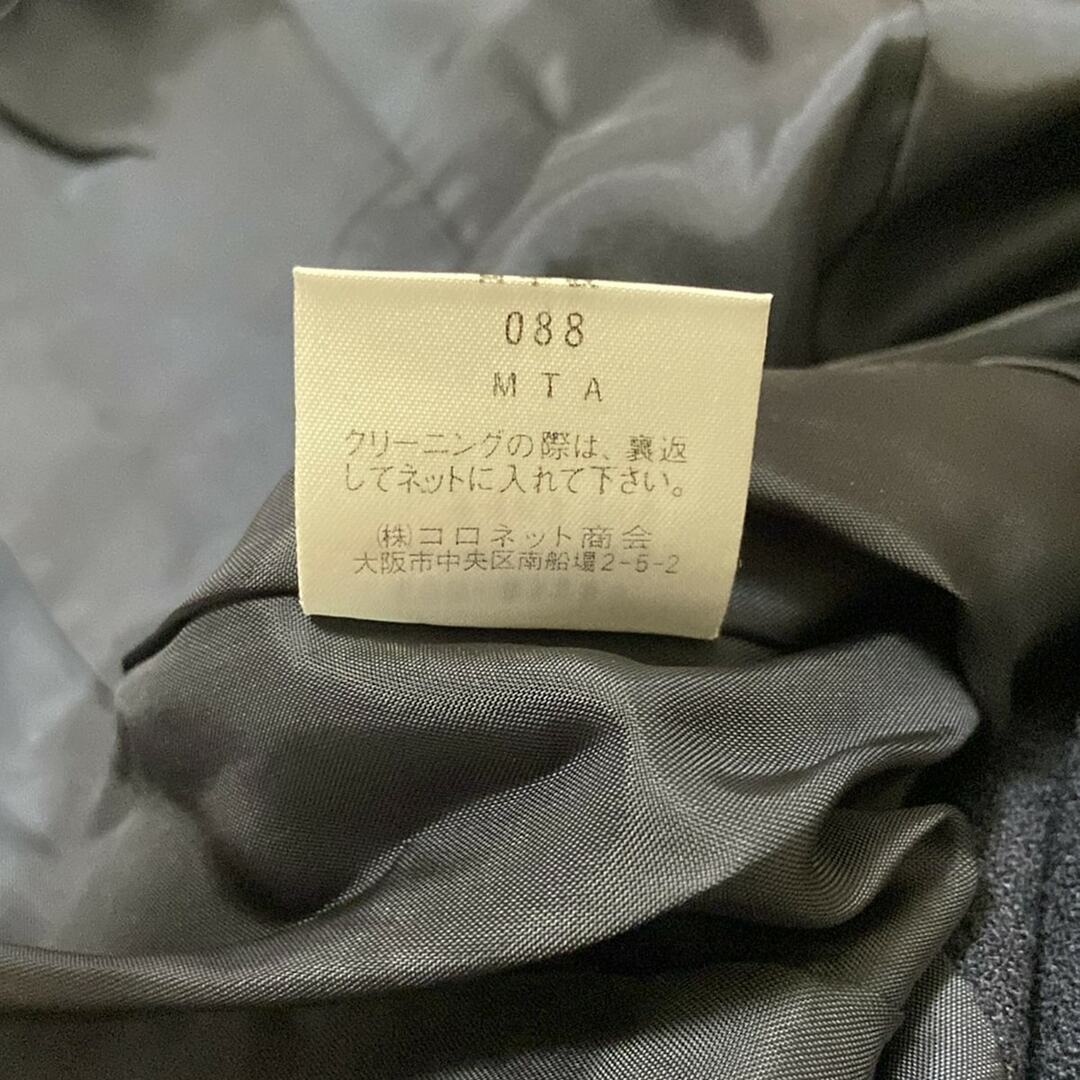 088
M T A
クリーニングの際は、裏返
してネットに入れて下さい。
(株)コロネット商会
大阪市中央区南船場2-5-2